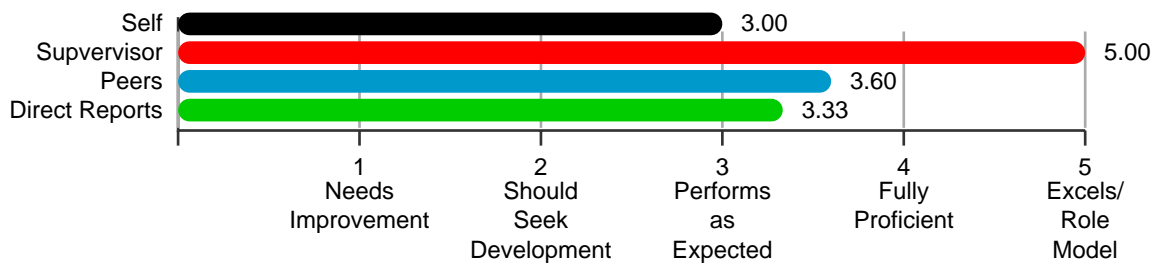 Self 3.00
Supvervisor 5.00
Peers 3.60
Direct Reports 3.33
1 2 3 4 5
Needs Should Performs Fully Excels/
Improvement Seek as Proficient Role
Development Expected Model